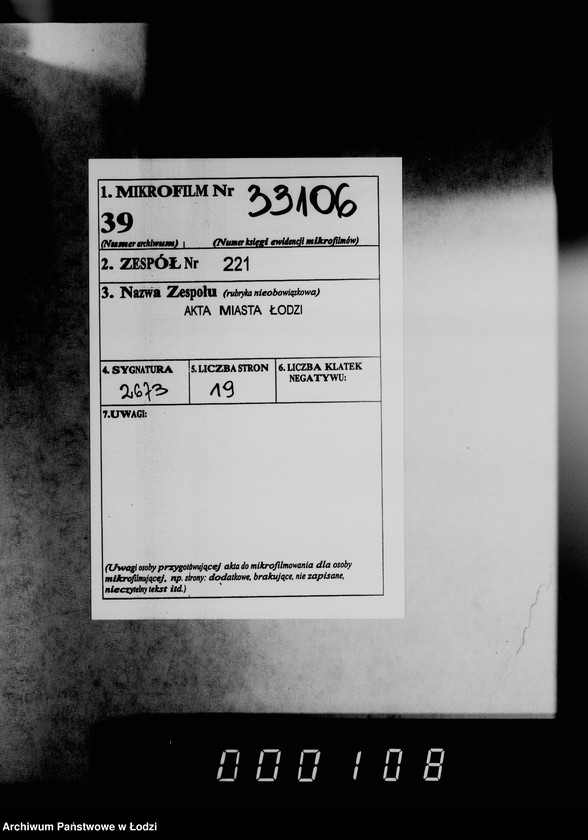 1. MIKROFILM Nr 33106
39
(Numer archiwum) (Numer księgi ewidencji mikrofilmów)
2. ZESPÓŁ Nr 221
3. Nazwa Zespołu (rubryka nieobowiązkowa)
AKTA MIASTA ŁODZI
4. SYGNATURA 5. LICZBA STRON 6. LICZBA KLATEK
NEGATYWU:
2673 19
7.UWAGI:
(Uwagi osoby przygotowującej akta do mikrofilmowania dla osoby
mikrofilmującej, np. strony: dodatkowe, brakujące, nie zapisane,
nieczytelny tekst itd.)
000108
Archiwum Państwowe w Łodzi